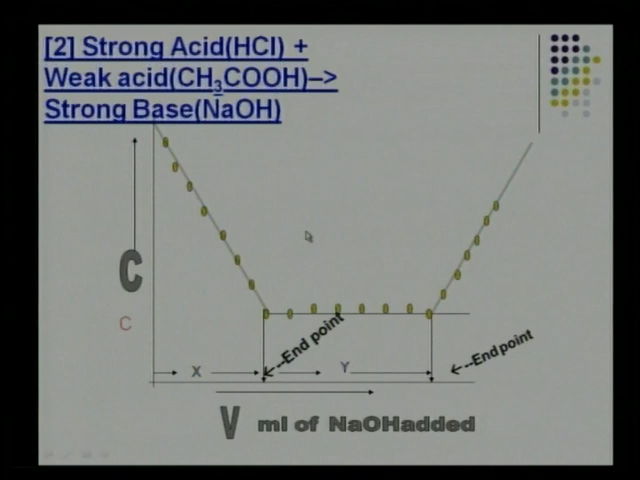 [2] Strong Acid(HCl) +
Weak acid(CH3COOH)–>
Strong Base(NaOH)
C
C
<---End point
<---End point
X
Y
V ml of NaOHadded